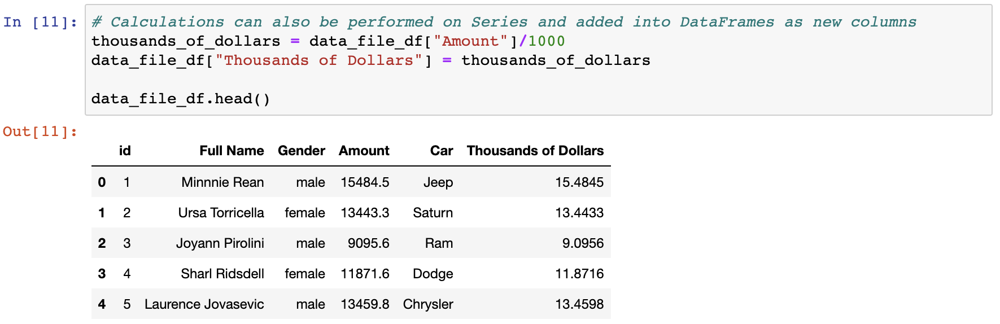 In [11]: # Calculations can also be performed on Series and added into DataFrames as new columns
thousands_of_dollars = data_file_df["Amount"]/1000
data_file_df["Thousands of Dollars"] = thousands_of_dollars
data_file_df.head()
Out[11]:
id Full Name Gender Amount Car Thousands of Dollars
0 1 Minnnie Rean male 15484.5 Jeep 15.4845
1 2 Ursa Torricella female 13443.3 Saturn 13.4433
2 3 Joyann Pirolini male 9095.6 Ram 9.0956
3 4 Sharl Ridsdell female 11871.6 Dodge 11.8716
4 5 Laurence Jovasevic male 13459.8 Chrysler 13.4598